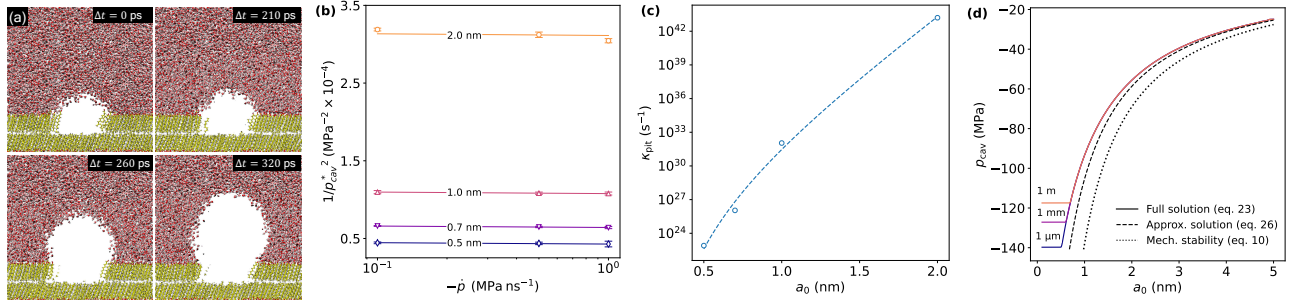 (a)
Δt = 0 ps
Δt = 210 ps
Δt = 260 ps
Δt = 320 ps
(b)
1/p*cav² (MPa⁻² × 10⁻⁴)
3.5
2.5
1.5
0.5
2.0 nm
1.0 nm
0.7 nm
0.5 nm
10⁻¹
10⁰
−ṗ (MPa ns⁻¹)
(c)
κpit (s⁻¹)
10⁴²
10³⁹
10³⁶
10³³
10³⁰
10²⁷
10²⁴
0.5
1.0
1.5
2.0
a₀ (nm)
(d)
pcav (MPa)
−20
−40
−60
−80
−100
−120
−140
1 m
1 mm
1 μm
Full solution (eq. 23)
Approx. solution (eq. 26)
Mech. stability (eq. 10)
0
1
2
3
4
5
a₀ (nm)